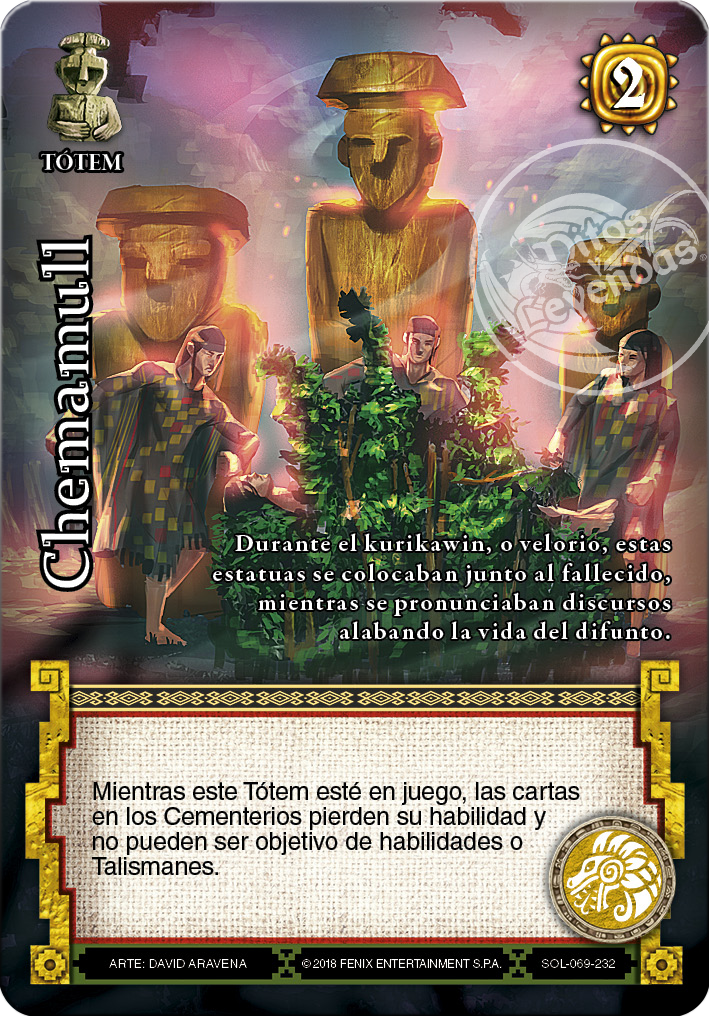 2
TÓTEM
Mitos
Leyendas
Chemamull
Durante el kurikawin, o velorio, estas
estatuas se colocaban junto al fallecido,
mientras se pronunciaban discursos
alabando la vida del difunto.
Mientras este Tótem esté en juego, las cartas
en los Cementerios pierden su habilidad y
no pueden ser objetivo de habilidades o
Talismanes.
ARTE: DAVID ARAVENA
©2018 FENIX ENTERTAINMENT S.P.A.
SOL-069-232